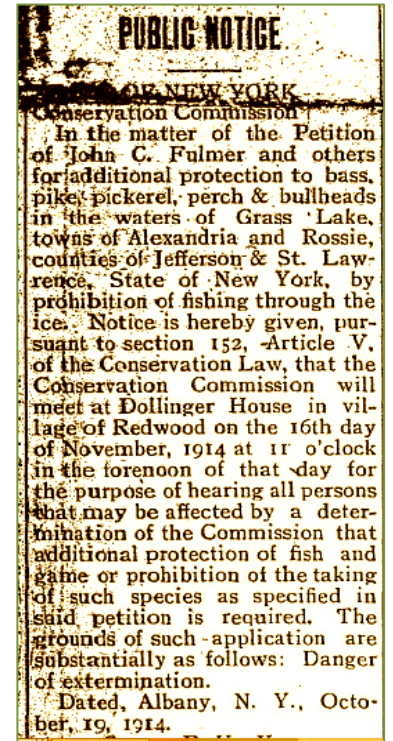 PUBLIC NOTICE
OF NEW YORK
Conservation Commission
In the matter of the Petition
of John C. Fulmer and others
for additional protection to bass,
pike, pickerel, perch & bullheads
in the waters of Grass Lake,
towns of Alexandria and Rossie,
counties of Jefferson & St. Law-
rence, State of New York, by
prohibition of fishing through the
ice. Notice is hereby given, pur-
suant to section 152, Article V,
of the Conservation Law, that the
Conservation Commission will
meet at Dollinger House in vil-
lage of Redwood on the 16th day
of November, 1914 at 11 o'clock
in the forenoon of that day for
the purpose of hearing all persons
that may be affected by a deter-
mination of the Commission that
additional protection of fish and
game or prohibition of the taking
of such species as specified in
said petition is required. The
grounds of such application are
substantially as follows: Danger
of extermination.
Dated, Albany, N. Y., Octo-
ber, 19, 1914.